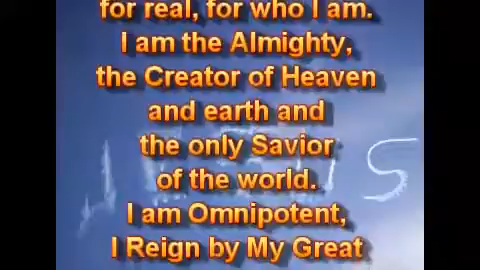 for real, for who I am.
I am the Almighty,
the Creator of Heaven
and earth and
the only Savior
of the world.
I am Omnipotent,
I Reign by My Great
JESUS